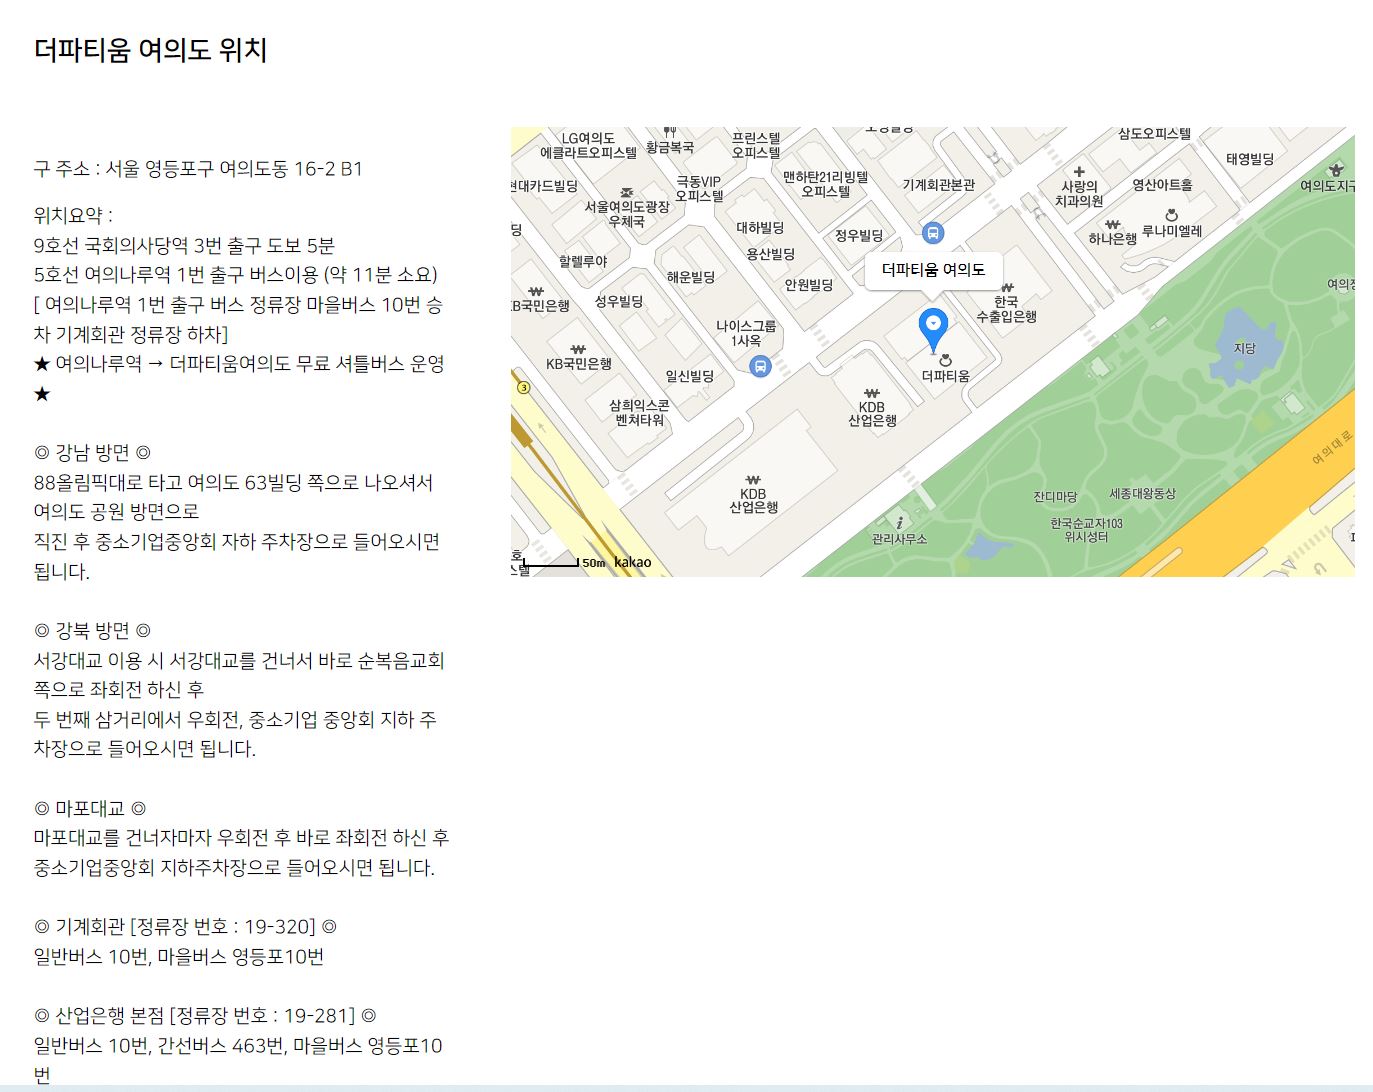 더파티움 여의도 위치
구 주소 : 서울 영등포구 여의도동 16-2 B1
위치요약 :
9호선 국회의사당역 3번 출구 도보 5분
5호선 여의나루역 1번 출구 버스이용 (약 11분 소요)
[ 여의나루역 1번 출구 버스 정류장 마을버스 10번 승
차 기계회관 정류장 하차]
★ 여의나루역 → 더파티움여의도 무료 셔틀버스 운영
★
◎ 강남 방면 ◎
88올림픽대로 타고 여의도 63빌딩 쪽으로 나오셔서
여의도 공원 방면으로
직진 후 중소기업중앙회 자하 주차장으로 들어오시면
됩니다.
◎ 강북 방면 ◎
서강대교 이용 시 서강대교를 건너서 바로 순복음교회
쪽으로 좌회전 하신 후
두 번째 삼거리에서 우회전, 중소기업 중앙회 지하 주
차장으로 들어오시면 됩니다.
◎ 마포대교 ◎
마포대교를 건너자마자 우회전 후 바로 좌회전 하신 후
중소기업중앙회 지하주차장으로 들어오시면 됩니다.
◎ 기계회관 [정류장 번호 : 19-320] ◎
일반버스 10번, 마을버스 영등포10번
◎ 산업은행 본점 [정류장 번호 : 19-281] ◎
일반버스 10번, 간선버스 463번, 마을버스 영등포10
번
LG여의도
에클라트오피스텔
황금복국
프린스텔
오피스텔
삼도오피스텔
태영빌딩
현대카드빌딩
극동VIP
오피스텔
맨하탄21리빙텔
오피스텔
기계회관본관
사랑의
치과의원
영산아트홀
여의도지구
서울여의도광장
우체국
대하빌딩
정우빌딩
하나은행
루나미엘레
할렐루야
용산빌딩
더파티움 여의도
해운빌딩
안원빌딩
KB국민은행
성우빌딩
한국
수출입은행
나이스그룹
1사옥
지당
KB국민은행
일신빌딩
더파티움
3
삼희익스콘
벤처타워
KDB
산업은행
여의대로
KDB
산업은행
잔디마당
세종대왕동상
한국순교자103
위시성터
관리사무소
50m
kakao